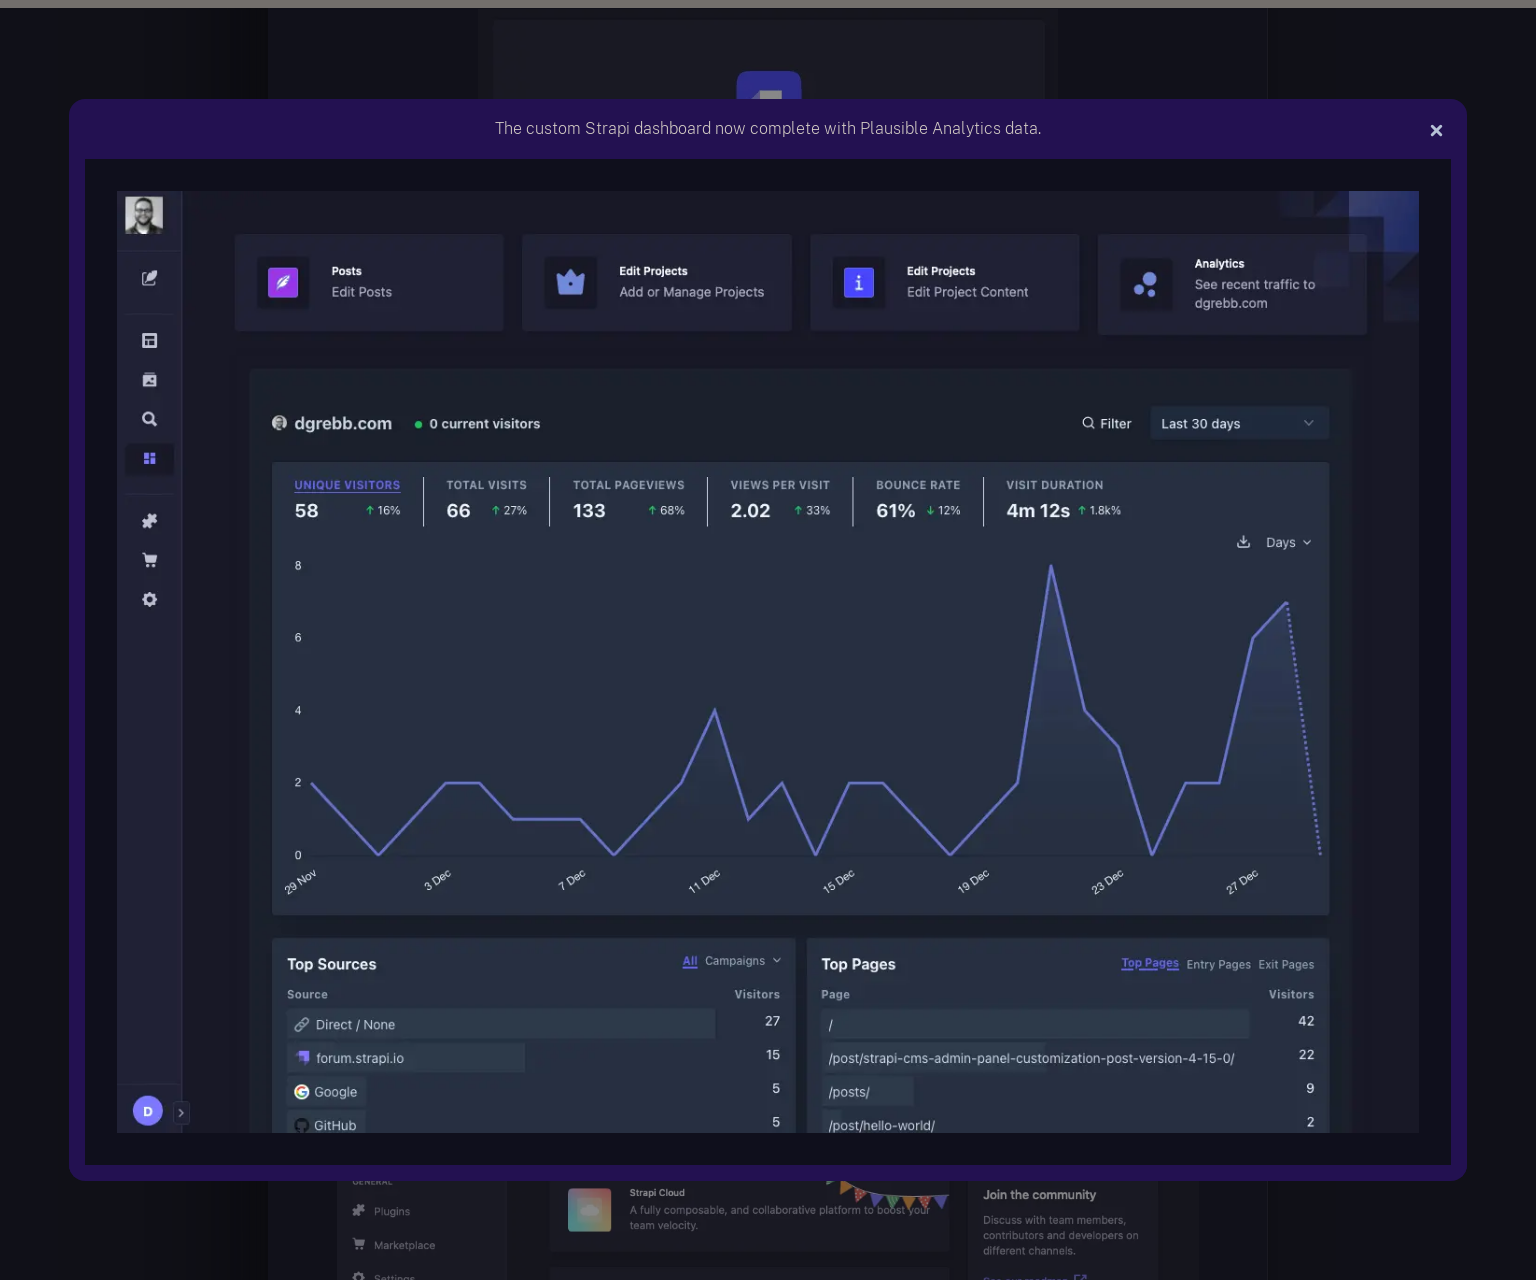 The custom Strapi dashboard now complete with Plausible Analytics data.
Posts
Edit Posts
Edit Projects
Add or Manage Projects
Edit Projects
Edit Project Content
Analytics
See recent traffic to
dgrebb.com
dgrebb.com
0 current visitors
Filter
Last 30 days
UNIQUE VISITORS
58
16%
TOTAL VISITS
66
27%
TOTAL PAGEVIEWS
133
68%
VIEWS PER VISIT
2.02
33%
BOUNCE RATE
61%
12%
VISIT DURATION
4m 12s
1.8k%
Days
8
6
4
2
0
29 Nov
3 Dec
7 Dec
11 Dec
15 Dec
19 Dec
23 Dec
27 Dec
Top Sources
All Campaigns
Source Visitors
Direct / None 27
forum.strapi.io 15
Google 5
GitHub 5
Top Pages
Top Pages Entry Pages Exit Pages
Page Visitors
/ 42
/post/strapi-cms-admin-panel-customization-post-version-4-15-0/ 22
/posts/ 9
/post/hello-world/ 2
D
GENERAL
Plugins
Marketplace
Settings
Strapi Cloud
A fully composable, and collaborative platform to boost your
team velocity.
Join the community
Discuss with team members,
contributors and developers on
different channels.
See our roadmap